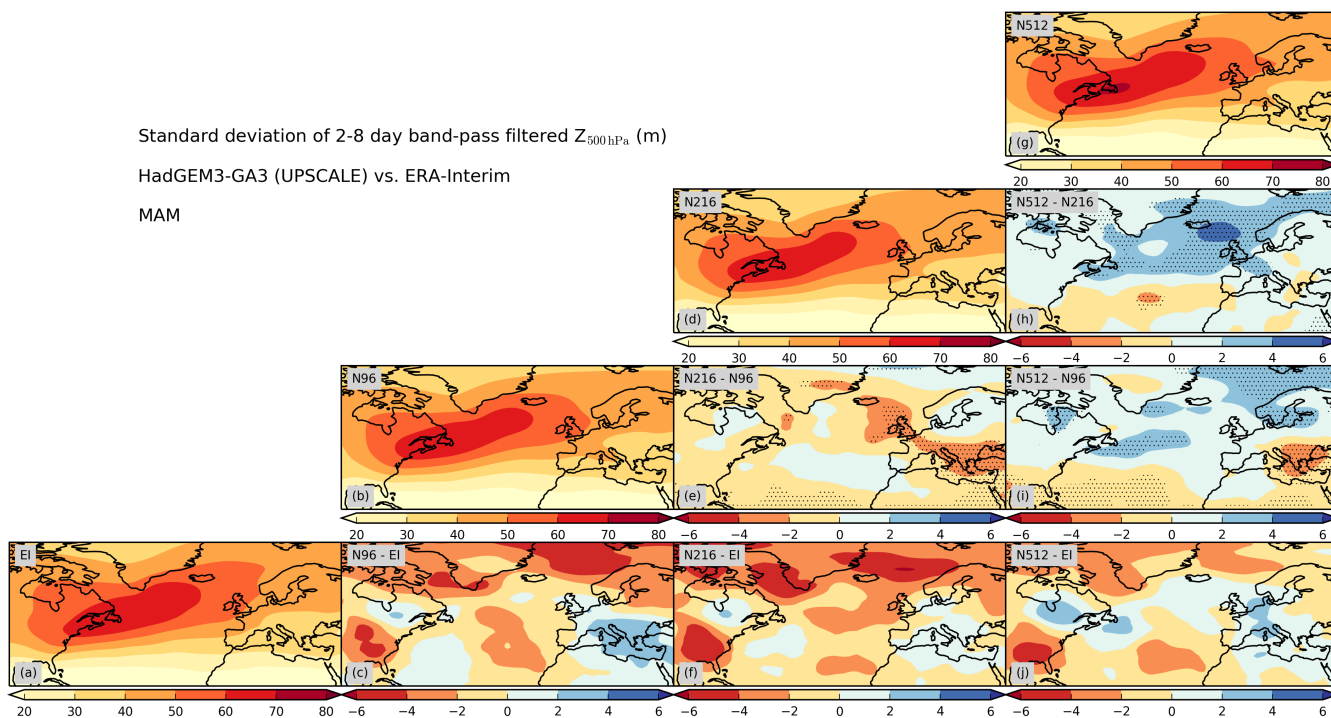 N512
(g)
20 30 40 50 60 70 80
Standard deviation of 2-8 day band-pass filtered Z500 hPa (m)
HadGEM3-GA3 (UPSCALE) vs. ERA-Interim
MAM
N216
(d)
20 30 40 50 60 70 80
N512 - N216
(h)
−6 −4 −2 0 2 4 6
N96
(b)
20 30 40 50 60 70 80
N216 - N96
(e)
−6 −4 −2 0 2 4 6
N512 - N96
(i)
−6 −4 −2 0 2 4 6
EI
(a)
20 30 40 50 60 70 80
N96 - EI
(c)
−6 −4 −2 0 2 4 6
N216 - EI
(f)
−6 −4 −2 0 2 4 6
N512 - EI
(j)
−6 −4 −2 0 2 4 6